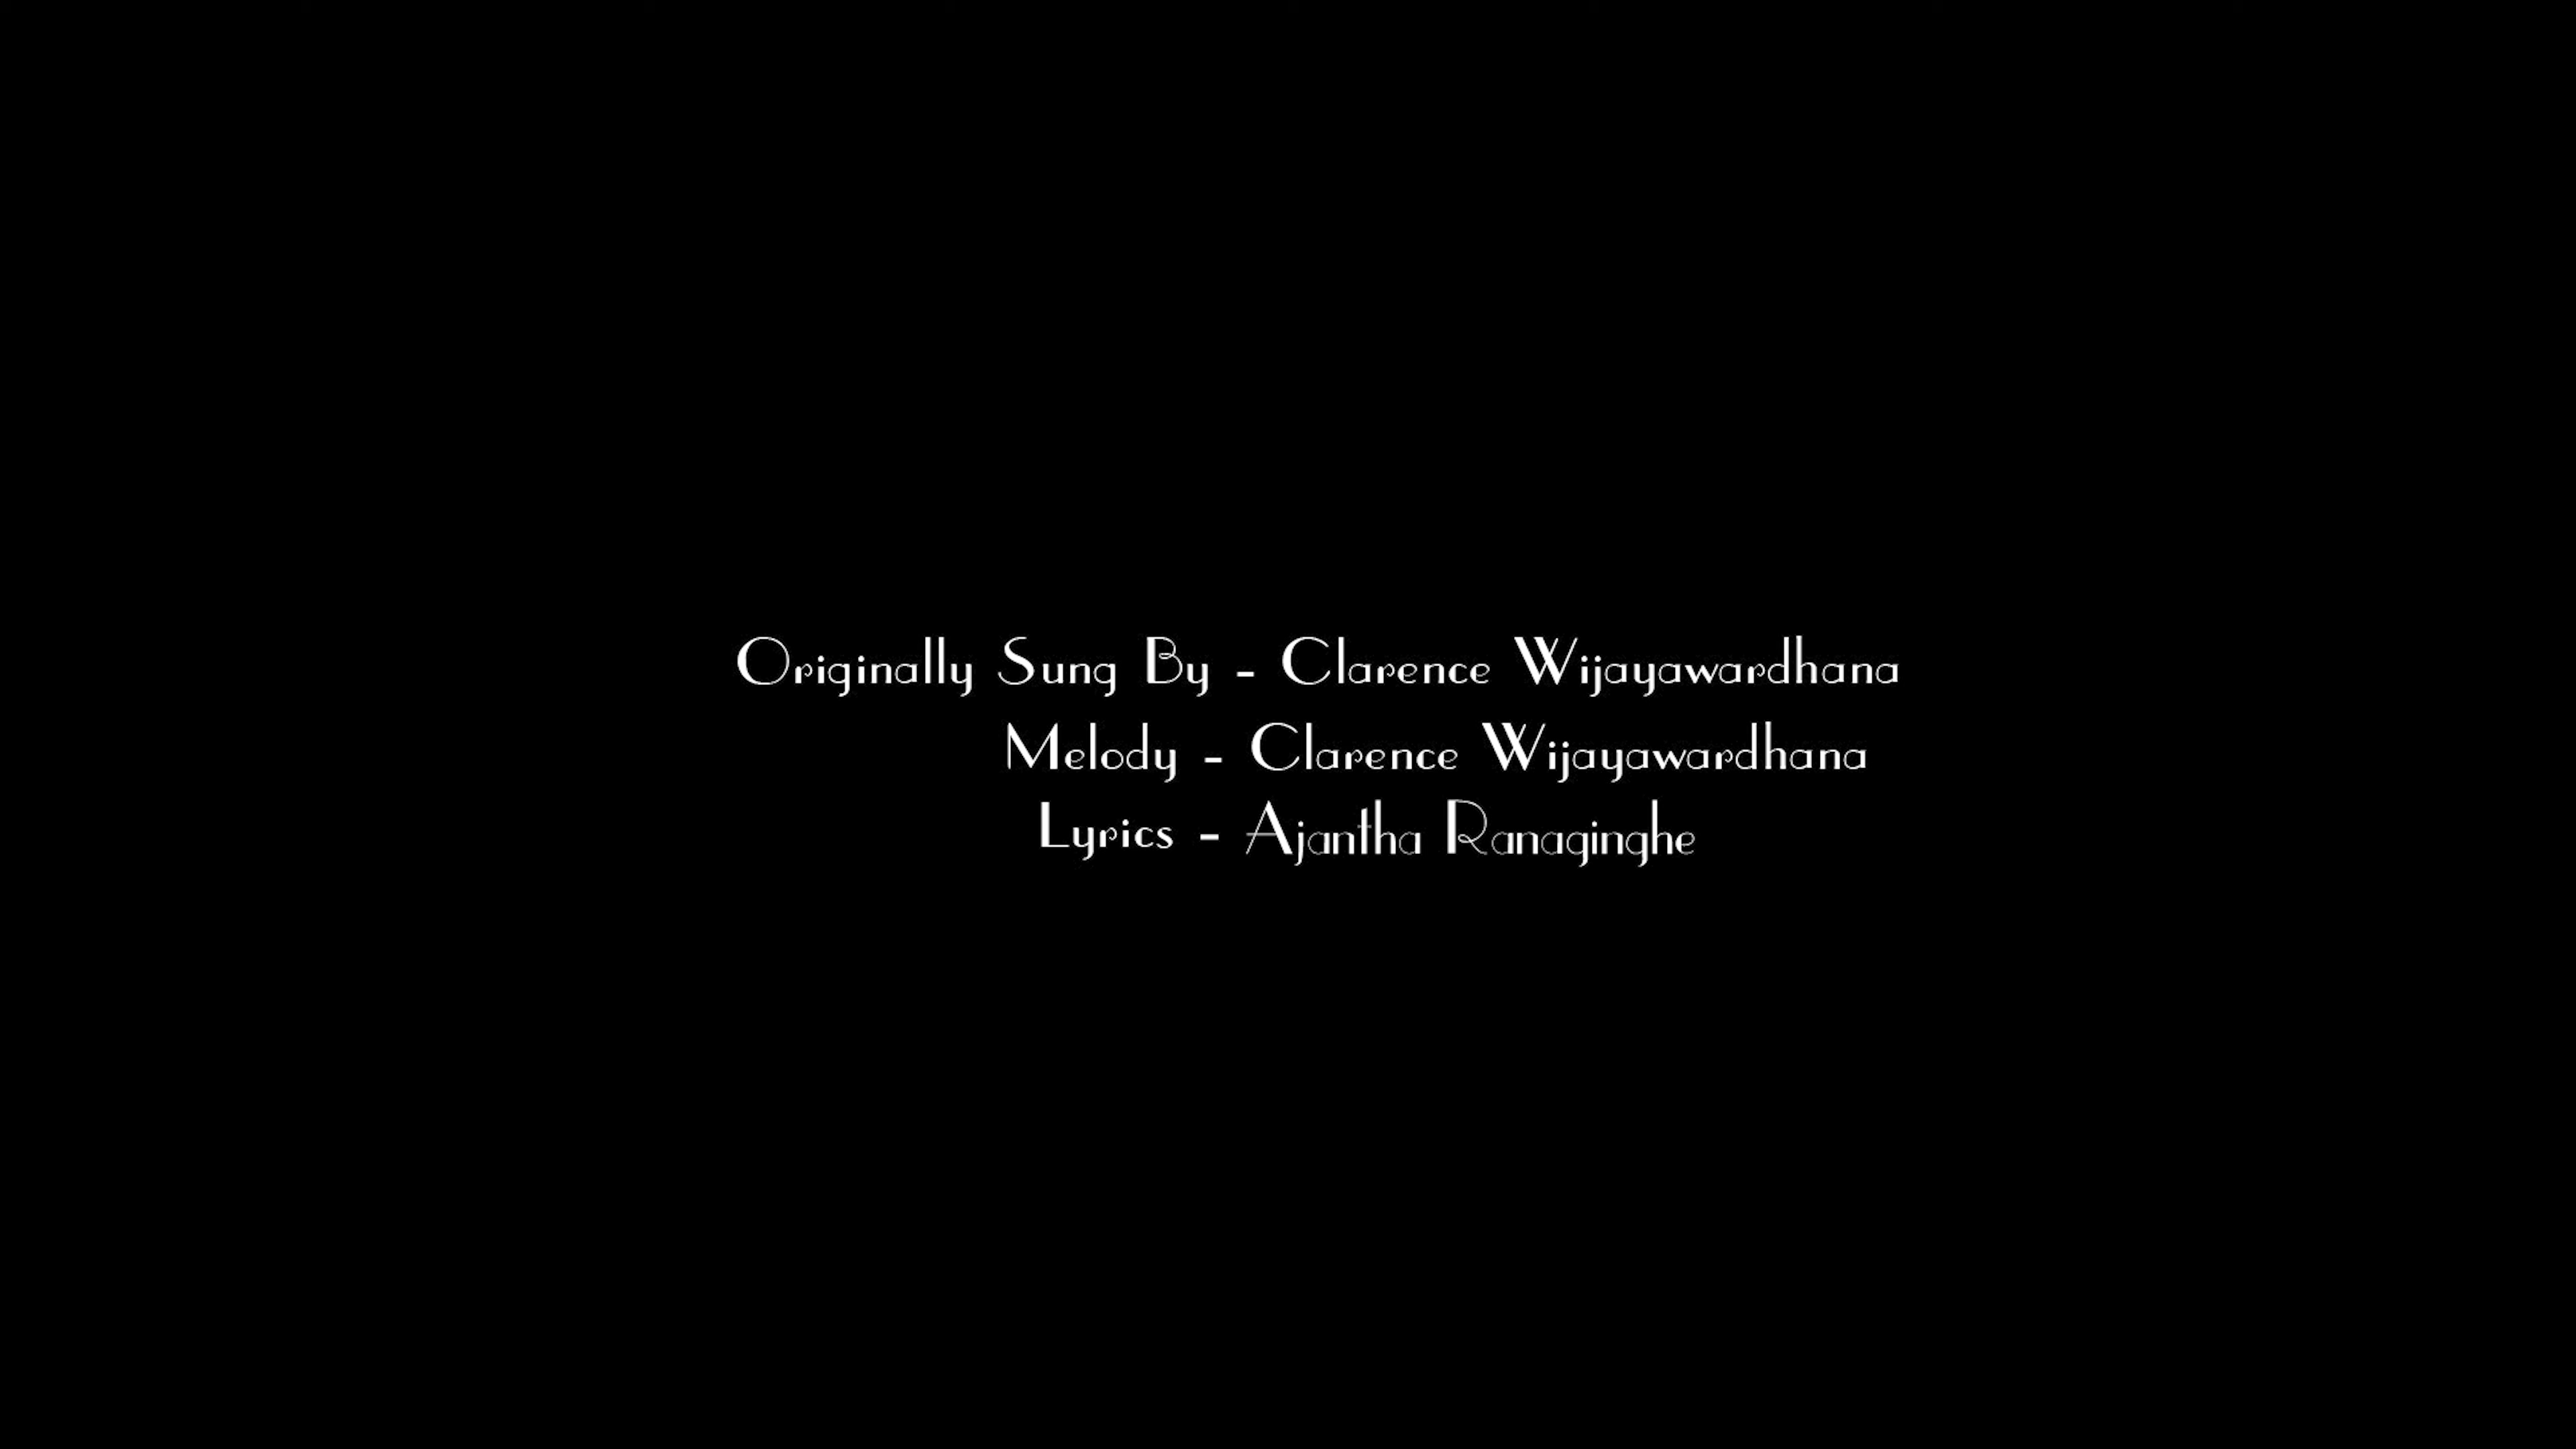 Originally Sung By - Clarence Wijayawardhana
Melody - Clarence Wijayawardhana
Lyrics - Ajantha Ranaginghe